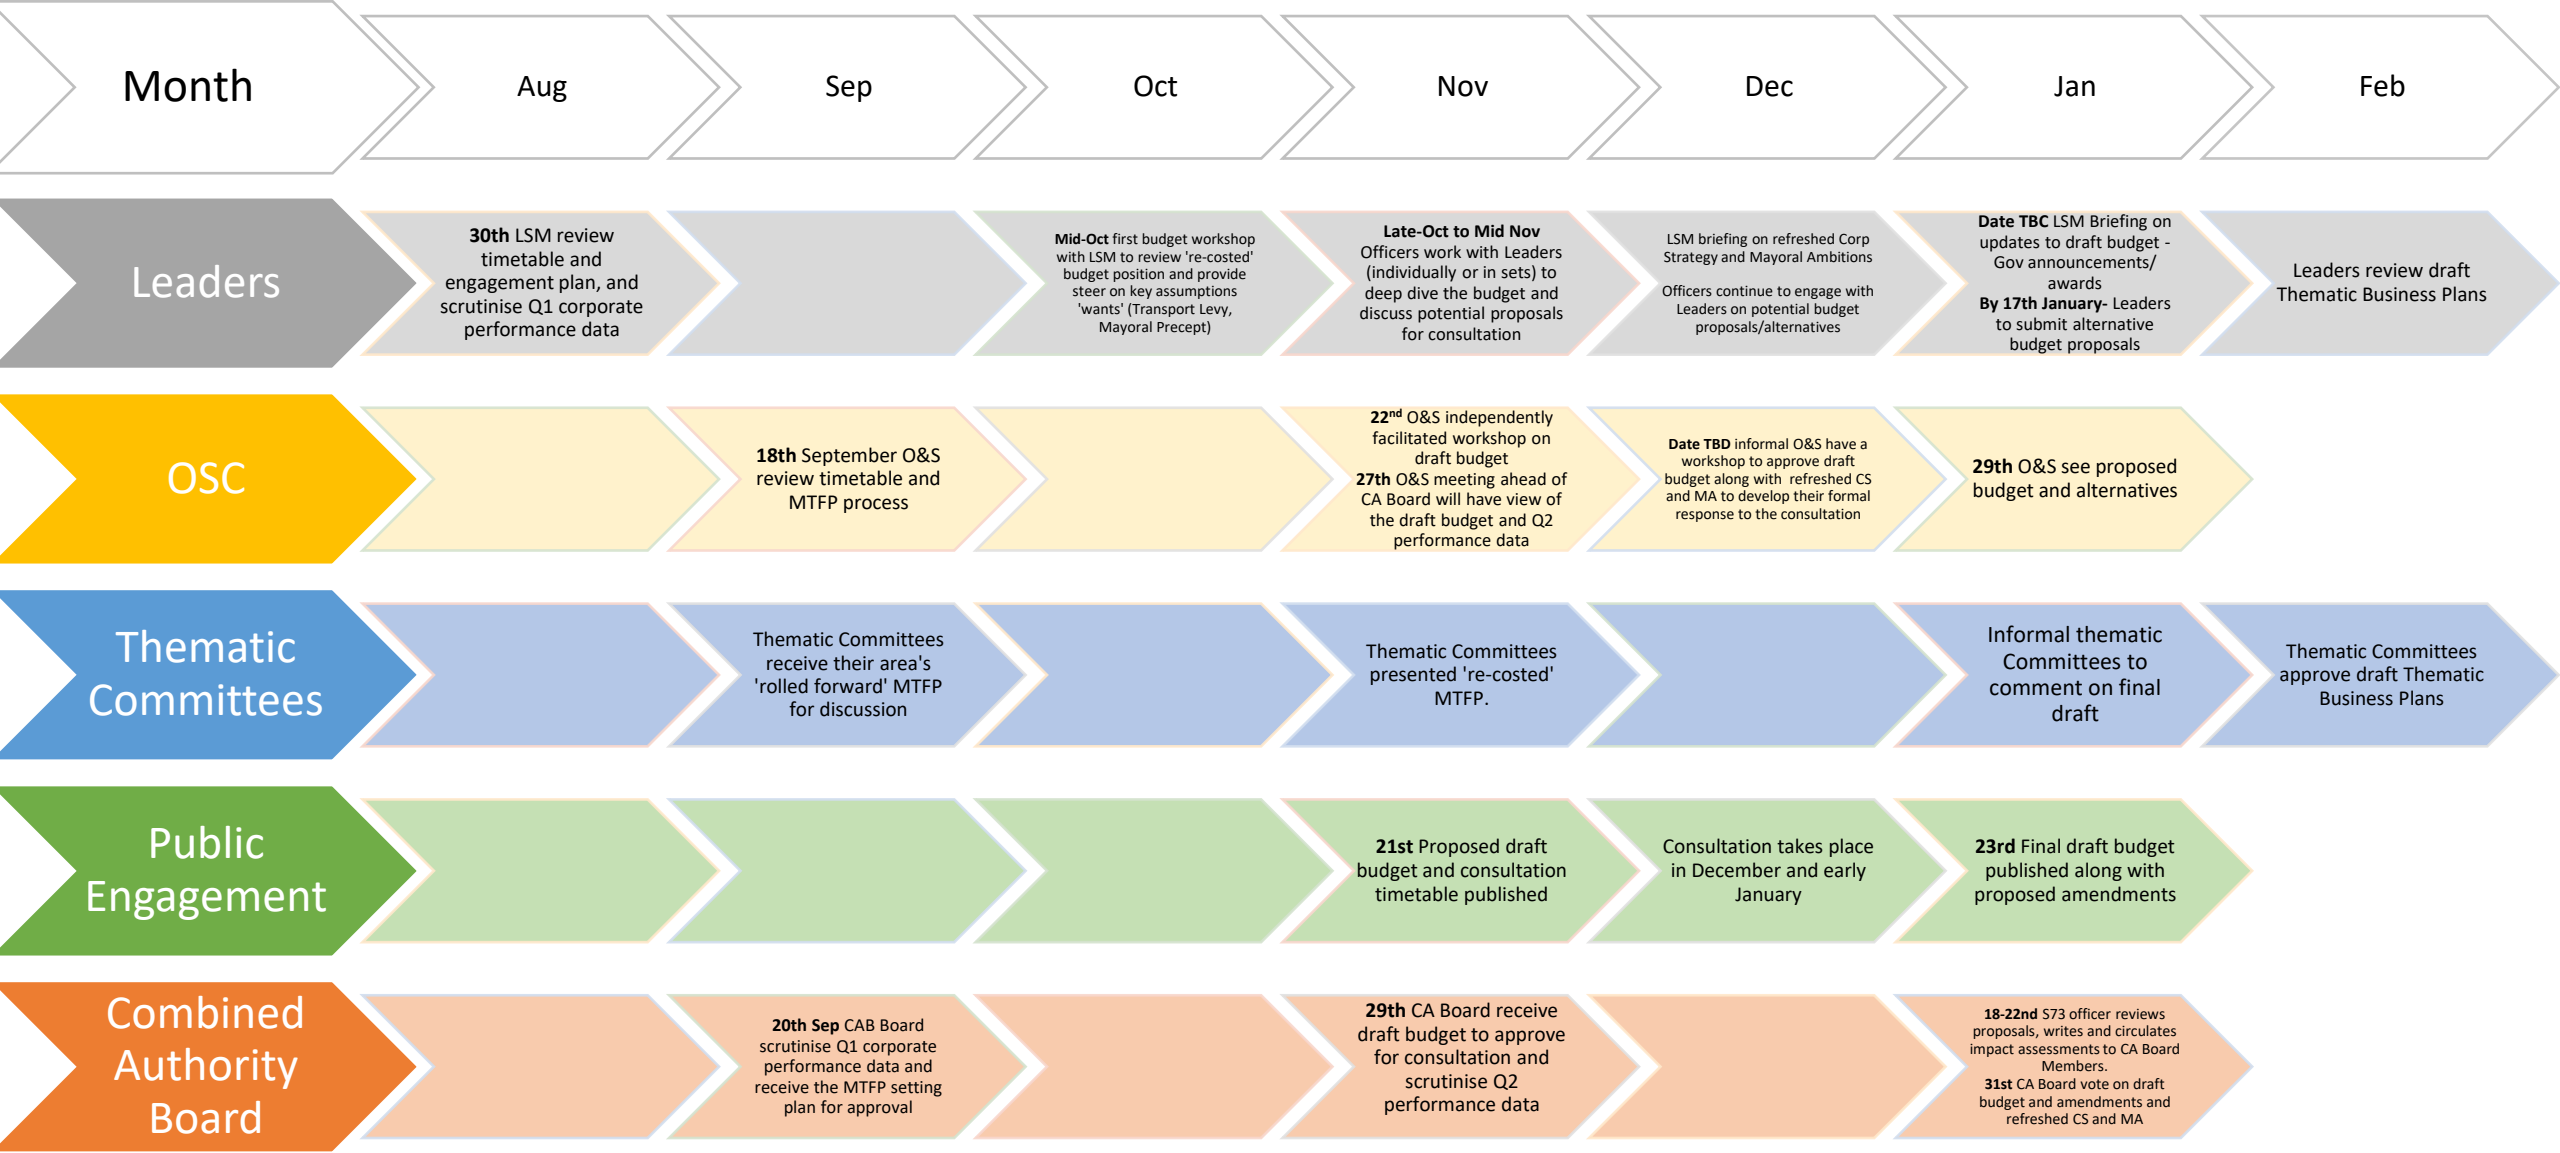 Month
Aug
Sep
Oct
Nov
Dec
Jan
Feb
Leaders
30th LSM review
timetable and
engagement plan, and
scrutinise Q1 corporate
performance data
Mid-Oct first budget workshop
with LSM to review 're-costed'
budget position and provide
steer on key assumptions
'wants' (Transport Levy,
Mayoral Precept)
Late-Oct to Mid Nov
Officers work with Leaders
(individually or in sets) to
deep dive the budget and
discuss potential proposals
for consultation
LSM briefing on refreshed Corp
Strategy and Mayoral Ambitions
Officers continue to engage with
Leaders on potential budget
proposals/alternatives
Date TBC LSM Briefing on
updates to draft budget -
Gov announcements/
awards
By 17th January- Leaders
to submit alternative
budget proposals
Leaders review draft
Thematic Business Plans
OSC
18th September O&S
review timetable and
MTFP process
22nd O&S independently
facilitated workshop on
draft budget
27th O&S meeting ahead of
CA Board will have view of
the draft budget and Q2
performance data
Date TBD informal O&S have a
workshop to approve draft
budget along with refreshed CS
and MA to develop their formal
response to the consultation
29th O&S see proposed
budget and alternatives
Thematic
Committees
Thematic Committees
receive their area's
'rolled forward' MTFP
for discussion
Thematic Committees
presented 're-costed'
MTFP.
Informal thematic
Committees to
comment on final
draft
Thematic Committees
approve draft Thematic
Business Plans
Public
Engagement
21st Proposed draft
budget and consultation
timetable published
Consultation takes place
in December and early
January
23rd Final draft budget
published along with
proposed amendments
Combined
Authority
Board
20th Sep CAB Board
scrutinise Q1 corporate
performance data and
receive the MTFP setting
plan for approval
29th CA Board receive
draft budget to approve
for consultation and
scrutinise Q2
performance data
18-22nd S73 officer reviews
proposals, writes and circulates
impact assessments to CA Board
Members.
31st CA Board vote on draft
budget and amendments and
refreshed CS and MA